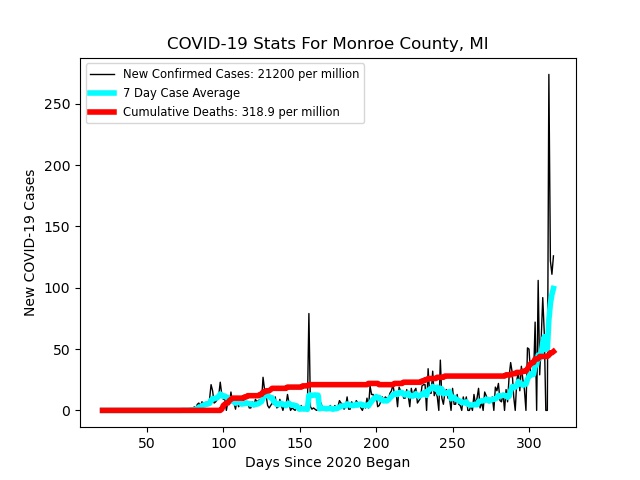 COVID-19 Stats For Monroe County, MI
New Confirmed Cases: 21200 per million
7 Day Case Average
Cumulative Deaths: 318.9 per million
New COVID-19 Cases
250
200
150
100
50
0
50 100 150 200 250 300
Days Since 2020 Began